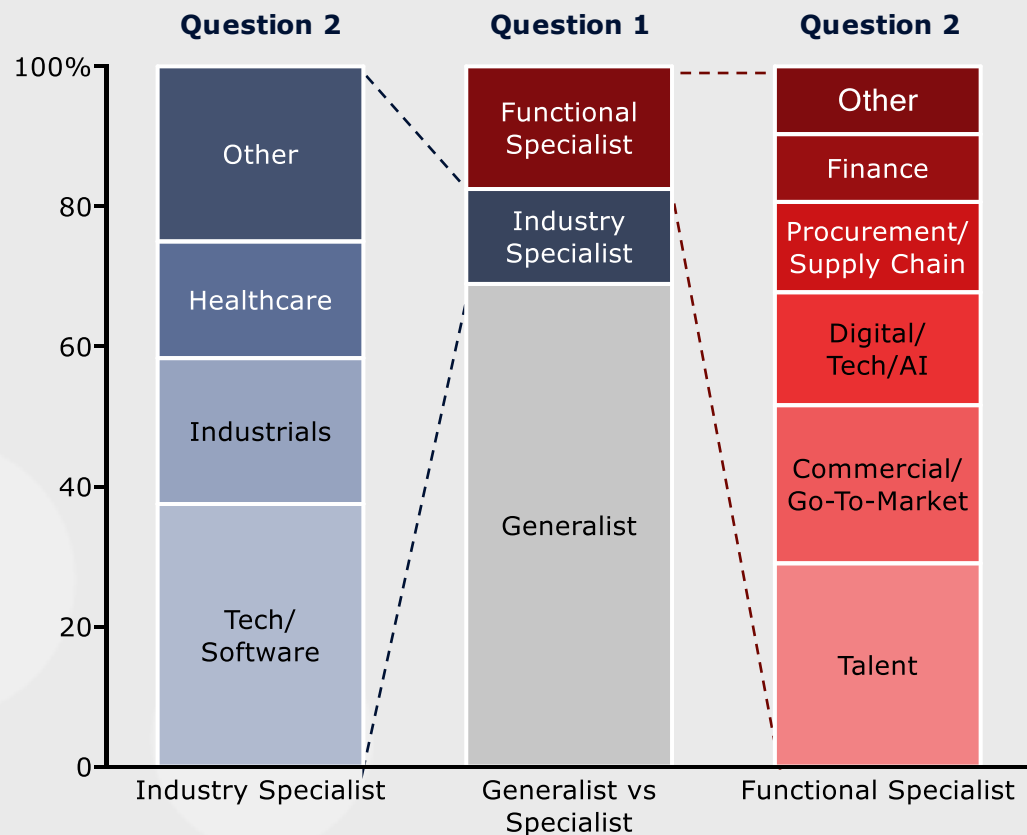 Question 2
Question 1
Question 2
100%
80
60
40
20
0
Other
Healthcare
Industrials
Tech/
Software
Functional
Specialist
Industry
Specialist
Generalist
Other
Finance
Procurement/
Supply Chain
Digital/
Tech/AI
Commercial/
Go-To-Market
Talent
Industry Specialist
Generalist vs
Specialist
Functional Specialist